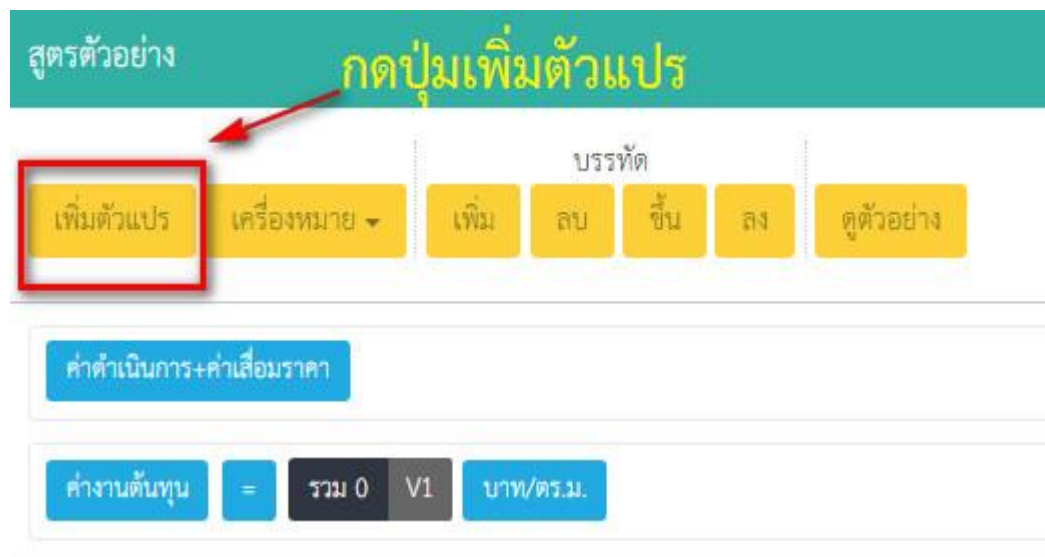 สูตรตัวอย่าง
กดปุ่มเพิ่มตัวแปร
บรรทัด
เพิ่มตัวแปร เครื่องหมาย เพิ่ม ลบ ขึ้น ลง ดูตัวอย่าง
ค่าดำเนินการ+ค่าเสื่อมราคา
ค่างานต้นทุน = รวม 0 V1 บาท/ตร.ม.